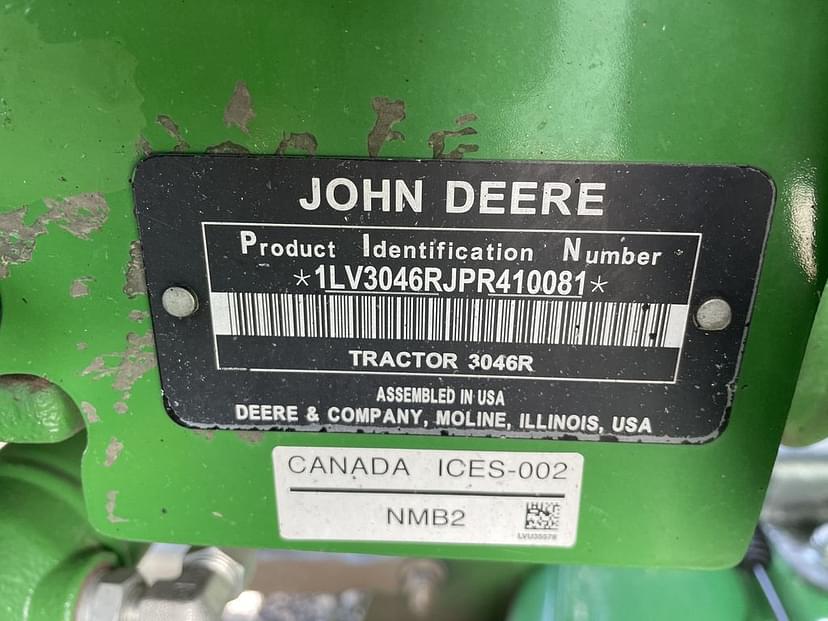 JOHN DEERE
Product Identification Number
*1LV3046RJPR410081*
TRACTOR 3046R
ASSEMBLED IN USA
DEERE & COMPANY, MOLINE, ILLINOIS, USA
CANADA ICES-002
NMB2